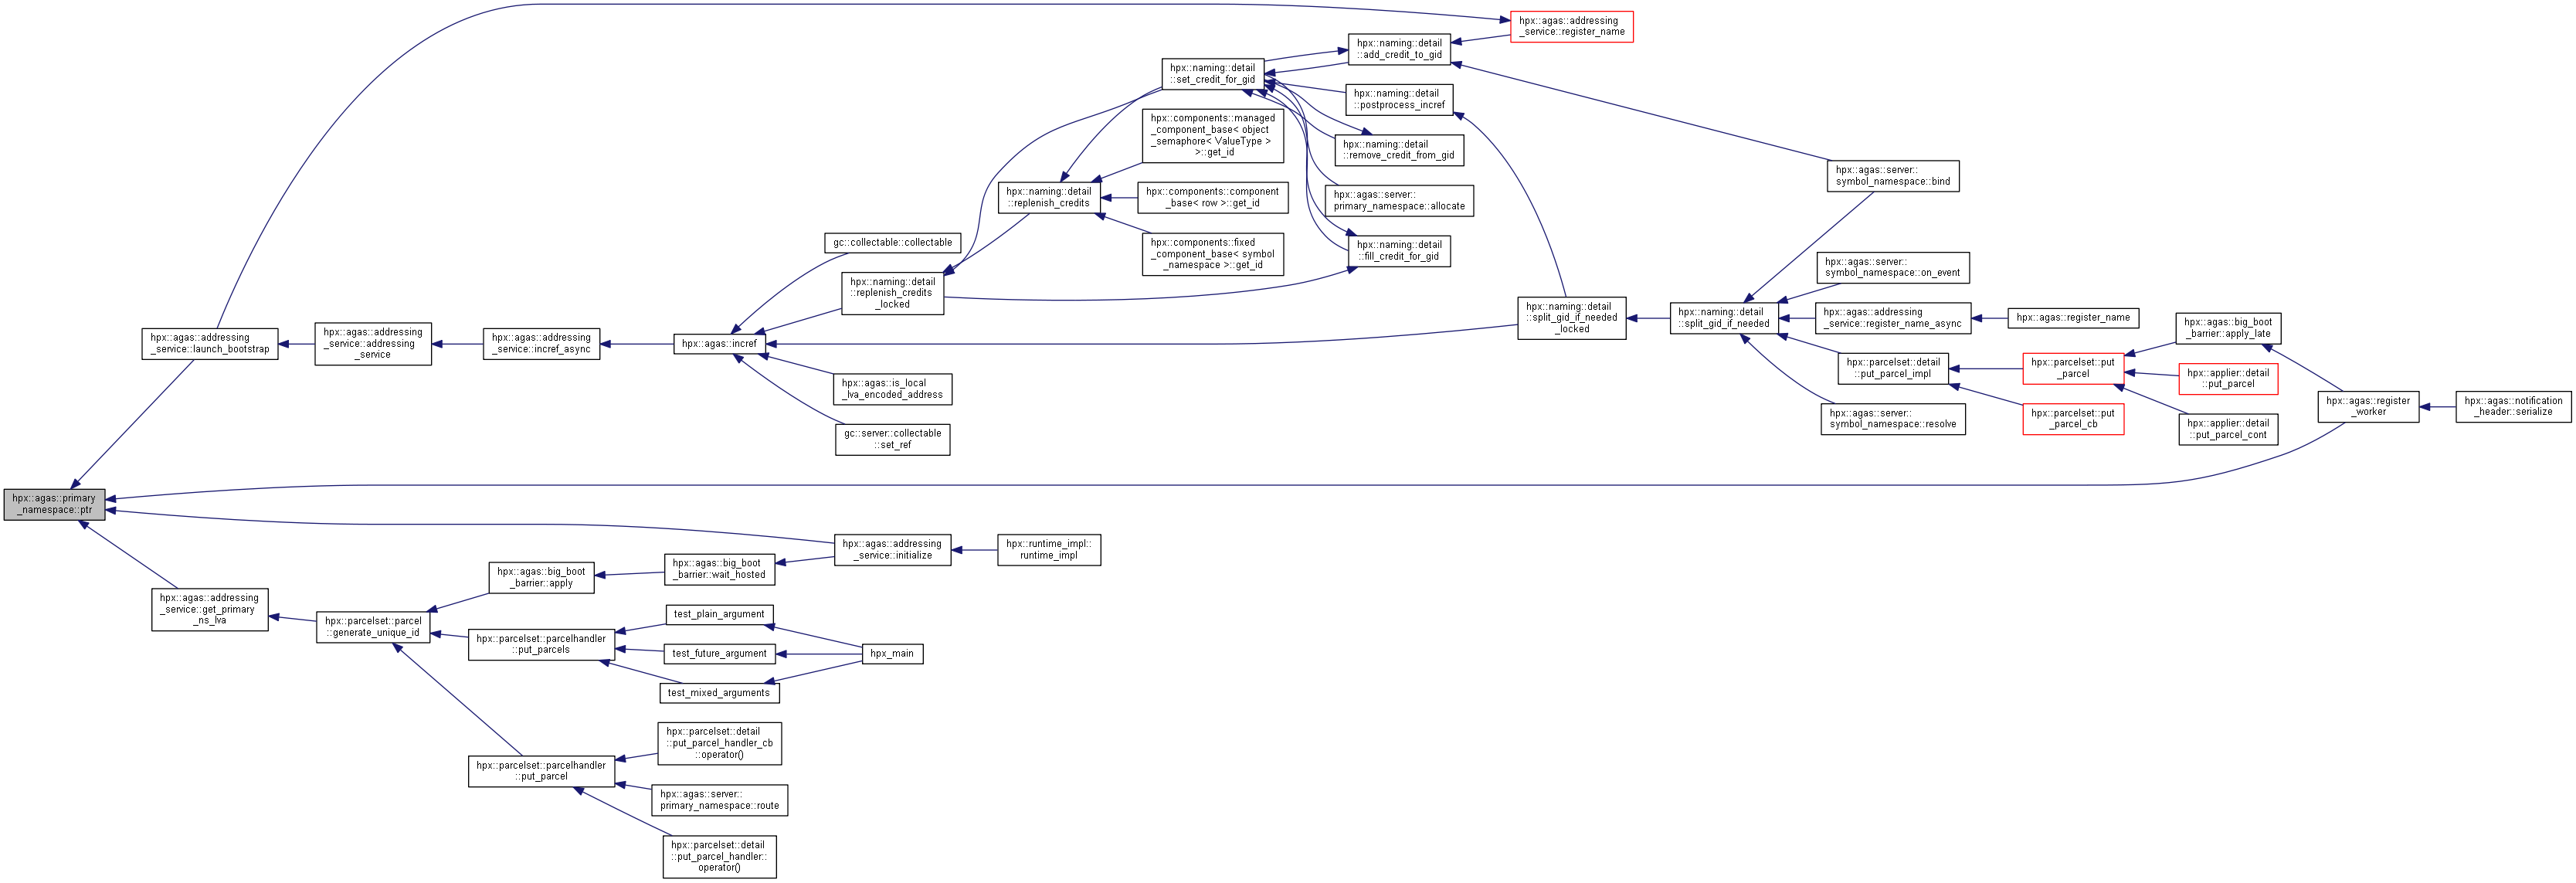 hpx::agas::primary
_namespace::ptr
hpx::agas::addressing
_service::launch_bootstrap
hpx::agas::addressing
_service::addressing
_service
hpx::agas::addressing
_service::incref_async
hpx::agas::incref
gc::collectable::collectable
hpx::naming::detail
::replenish_credits
_locked
hpx::agas::is_local
_lva_encoded_address
gc::server::collectable
::set_ref
hpx::naming::detail
::replenish_credits
hpx::naming::detail
::set_credit_for_gid
hpx::components::managed
_component_base< object
_semaphore< ValueType >
>::get_id
hpx::components::component
_base< row >::get_id
hpx::components::fixed
_component_base< symbol
_namespace >::get_id
hpx::naming::detail
::add_credit_to_gid
hpx::naming::detail
::postprocess_incref
hpx::naming::detail
::remove_credit_from_gid
hpx::agas::server::
primary_namespace::allocate
hpx::naming::detail
::fill_credit_for_gid
hpx::agas::addressing
_service::register_name
hpx::naming::detail
::split_gid_if_needed
_locked
hpx::naming::detail
::split_gid_if_needed
hpx::agas::server::
symbol_namespace::bind
hpx::agas::server::
symbol_namespace::on_event
hpx::agas::addressing
_service::register_name_async
hpx::agas::register_name
hpx::parcelset::detail
::put_parcel_impl
hpx::agas::server::
symbol_namespace::resolve
hpx::parcelset::put
_parcel
hpx::parcelset::put
_parcel_cb
hpx::agas::big_boot
_barrier::apply_late
hpx::applier::detail
::put_parcel
hpx::applier::detail
::put_parcel_cont
hpx::agas::register
_worker
hpx::agas::notification
_header::serialize
hpx::agas::addressing
_service::initialize
hpx::runtime_impl::
runtime_impl
hpx::agas::addressing
_service::get_primary
_ns_lva
hpx::parcelset::parcel
::generate_unique_id
hpx::agas::big_boot
_barrier::apply
hpx::agas::big_boot
_barrier::wait_hosted
hpx::parcelset::parcelhandler
::put_parcels
test_plain_argument
test_future_argument
test_mixed_arguments
hpx_main
hpx::parcelset::parcelhandler
::put_parcel
hpx::parcelset::detail
::put_parcel_handler_cb
::operator()
hpx::agas::server::
primary_namespace::route
hpx::parcelset::detail
::put_parcel_handler::
operator()